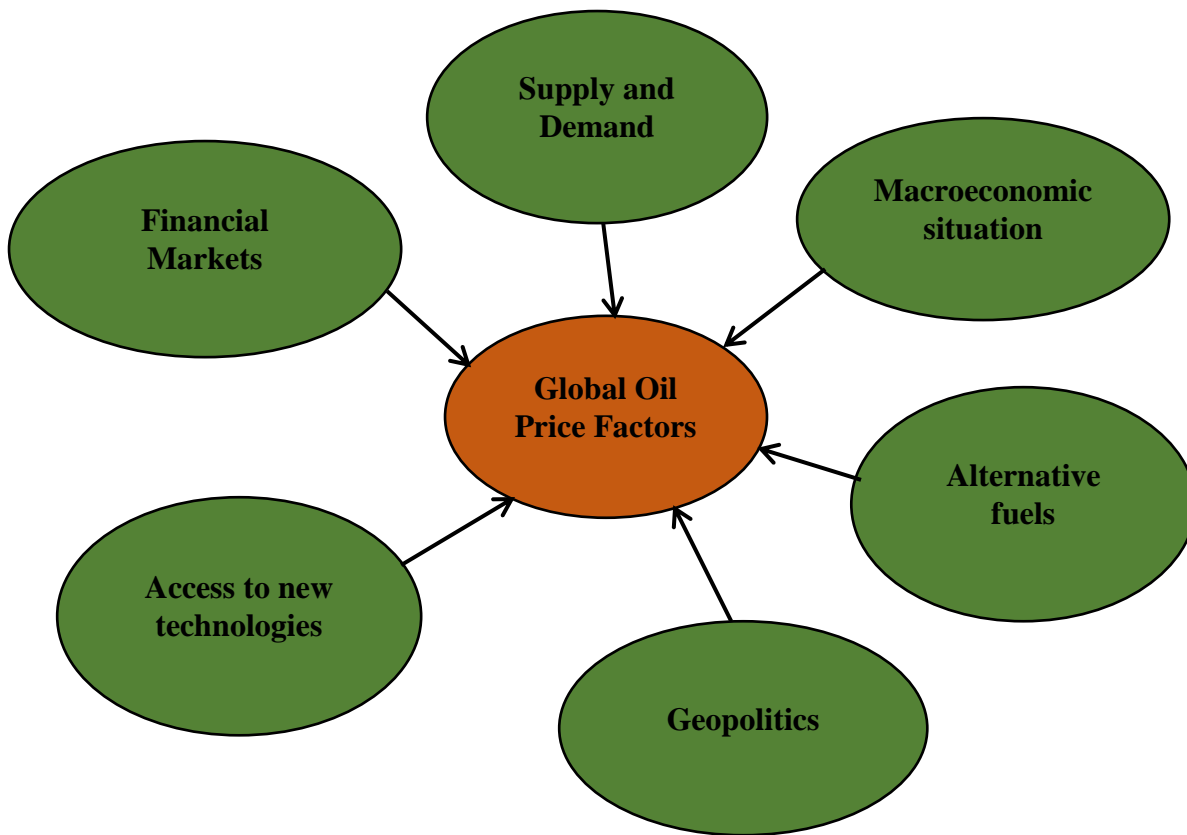 Supply and
Demand
Macroeconomic
situation
Financial
Markets
Global Oil
Price Factors
Alternative
fuels
Access to new
technologies
Geopolitics